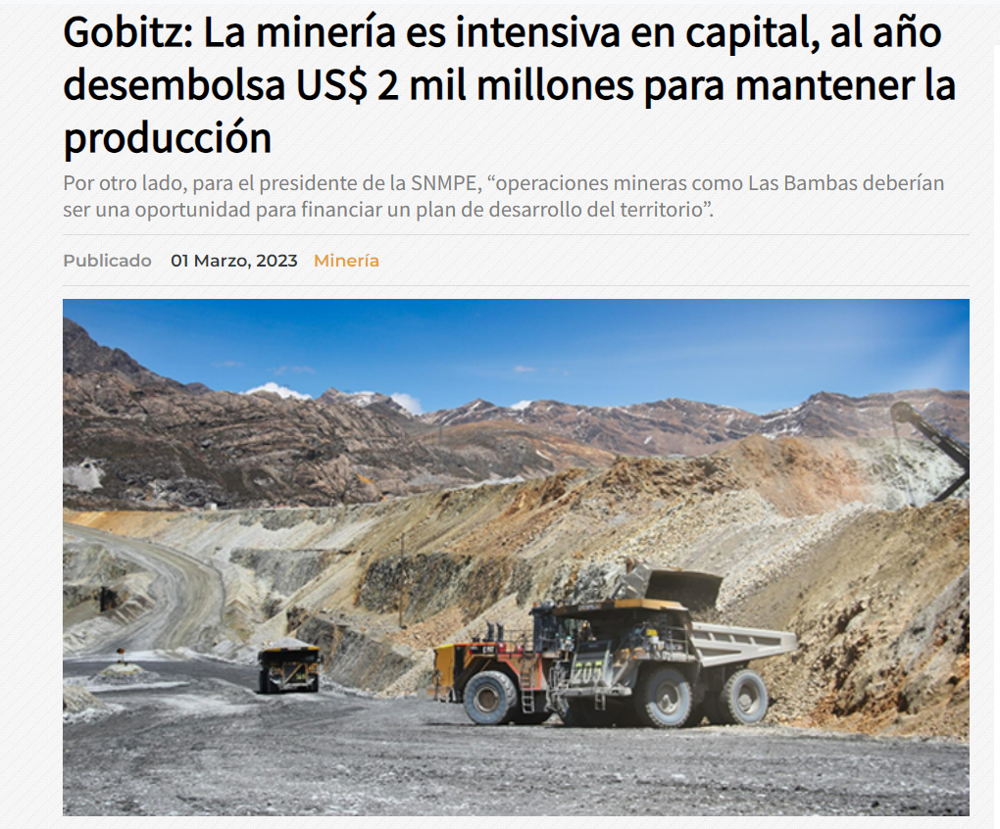 Gobitz: La minería es intensiva en capital, al año
desembolsa US$ 2 mil millones para mantener la
producción
Por otro lado, para el presidente de la SNMPE, “operaciones mineras como Las Bambas deberían
ser una oportunidad para financiar un plan de desarrollo del territorio”.
Publicado 01 Marzo, 2023 Minería
205